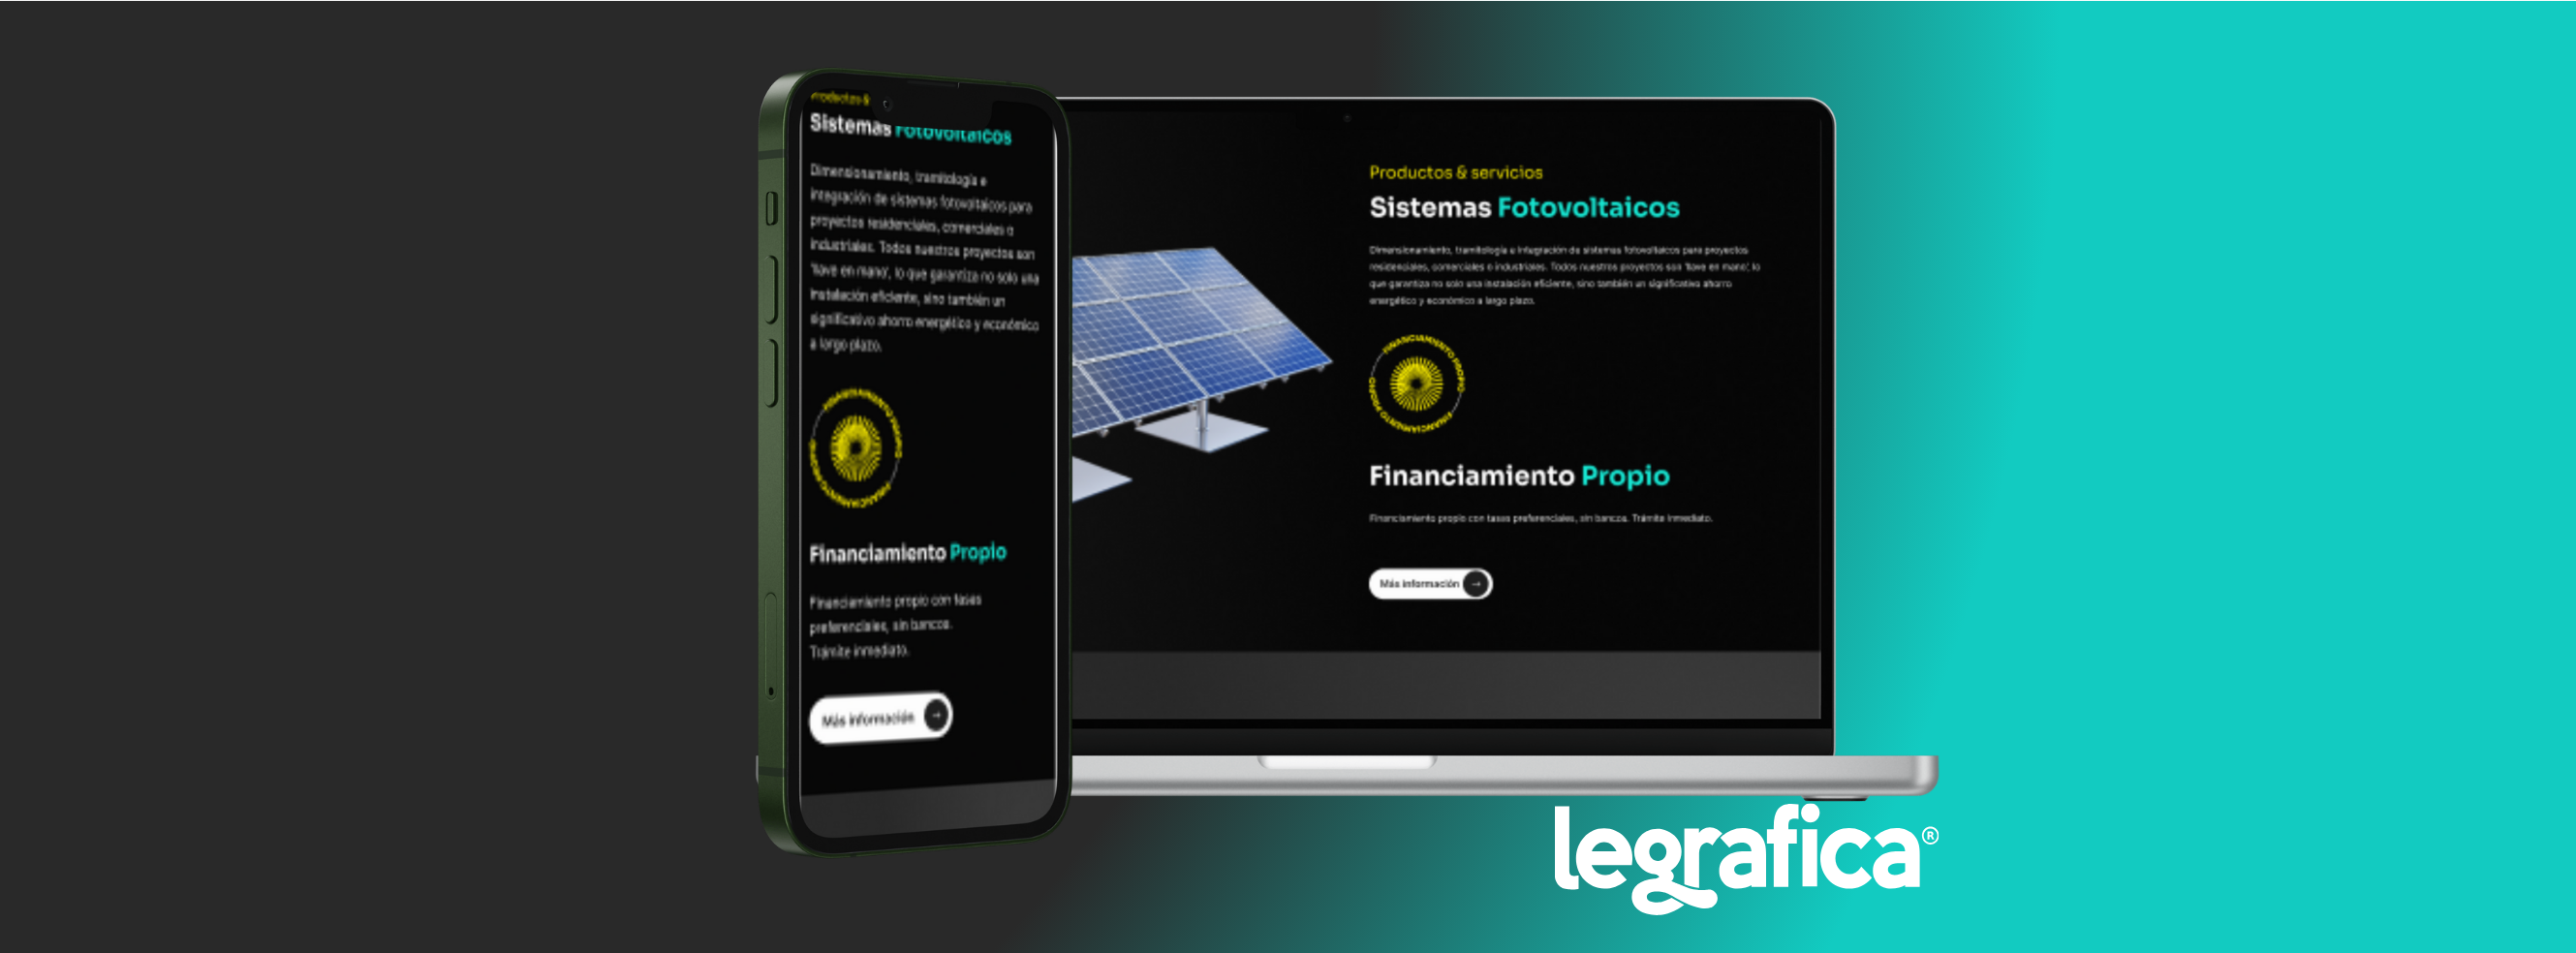 Productos &
Sistemas Fotovoltaicos
Dimensionamiento, tramitología e
integración de sistemas fotovoltaicos para
proyectos residenciales, comerciales o
industriales. Todos nuestros proyectos son
'llave en mano', lo que garantiza no solo una
instalación eficiente, sino también un
significativo ahorro energético y económico
a largo plazo.
FINANCIAMIENTO PROPIO
FINANCIAMIENTO PROPIO
Financiamiento Propio
Financiamiento propio con tasas
preferenciales, sin bancos.
Trámite inmediato.
Más información
Productos & servicios
Sistemas Fotovoltaicos
Dimensionamiento, tramitología e integración de sistemas fotovoltaicos para proyectos
residenciales, comerciales o industriales. Todos nuestros proyectos son 'llave en mano', lo
que garantiza no solo una instalación eficiente, sino también un significativo ahorro
energético y económico a largo plazo.
FINANCIAMIENTO PROPIO
FINANCIAMIENTO PROPIO
Financiamiento Propio
Financiamiento propio con tasas preferenciales, sin bancos. Trámite inmediato.
Más información
legrafica®